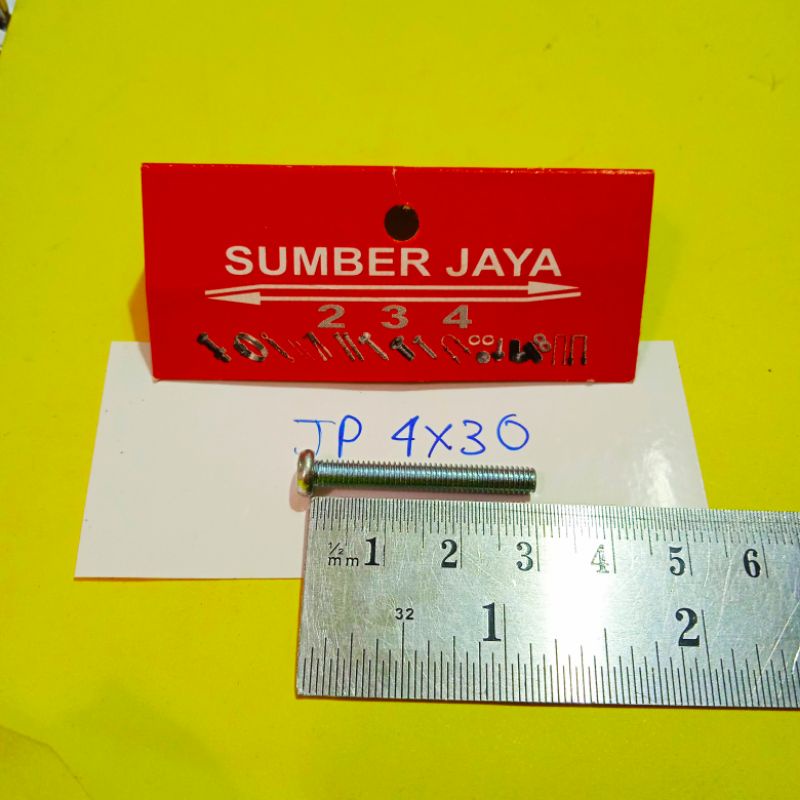 SUMBER JAYA
2 3 4
JP 4X30
½ mm 1 2 3 4 5 6
32 1 2